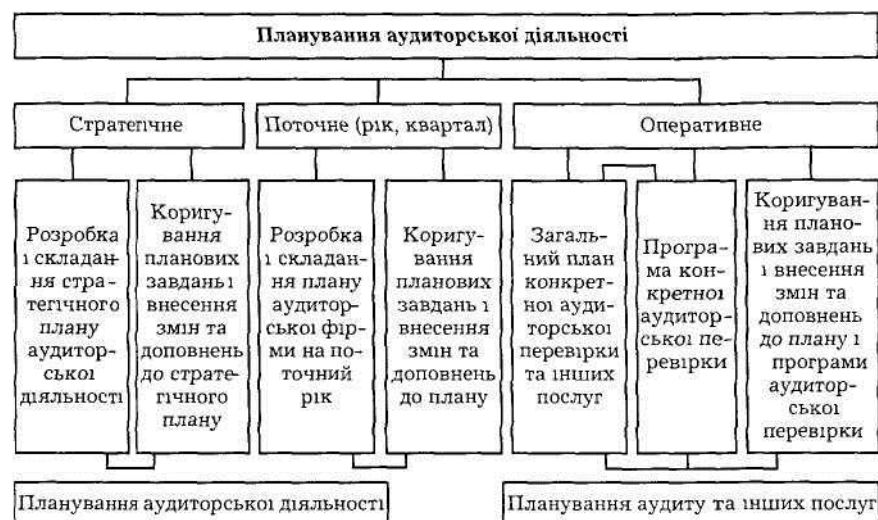 Планування аудиторської діяльності
Стратегічне
Поточне (рік, квартал)
Оперативне
Розробка
і складан-
ня стра-
тегічного
плану
аудитор-
ської
діяльності
Коригу-
вання
планових
завдань і
внесення
змін та
доповнень
до страте-
гічного
плану
Розробка
і складан-
ня плану
аудитор-
ської фір-
ми на по-
точний
рік
Коригу-
вання
планових
завдань і
внесення
змін та
доповнень
до плану
Загаль-
ний план
конкрет-
ної ауди-
торської
перевірки
та інших
послуг
Програ-
ма кон-
кретної
аудитор-
ської пе-
ревірки
Коригуван-
ня планo-
вих завдань
і внесення
змін та
доповнень
до плану і
програми
аудитор-
ської
перевірки
Планування аудиторської діяльності
Планування аудиту та інших послуг